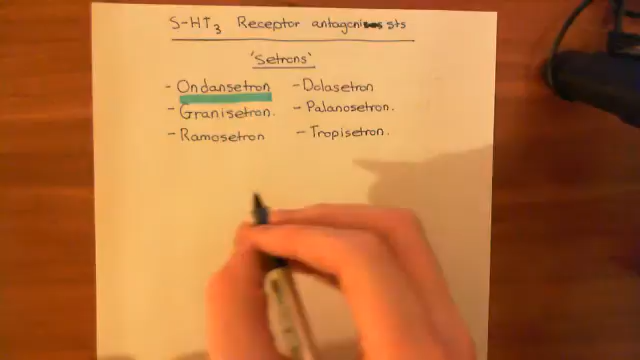 5-HT3 Receptor antagonists
'Setrons'
- Ondansetron - Dolasetron
- Granisetron. - Palanosetron.
- Ramosetron - Tropisetron.